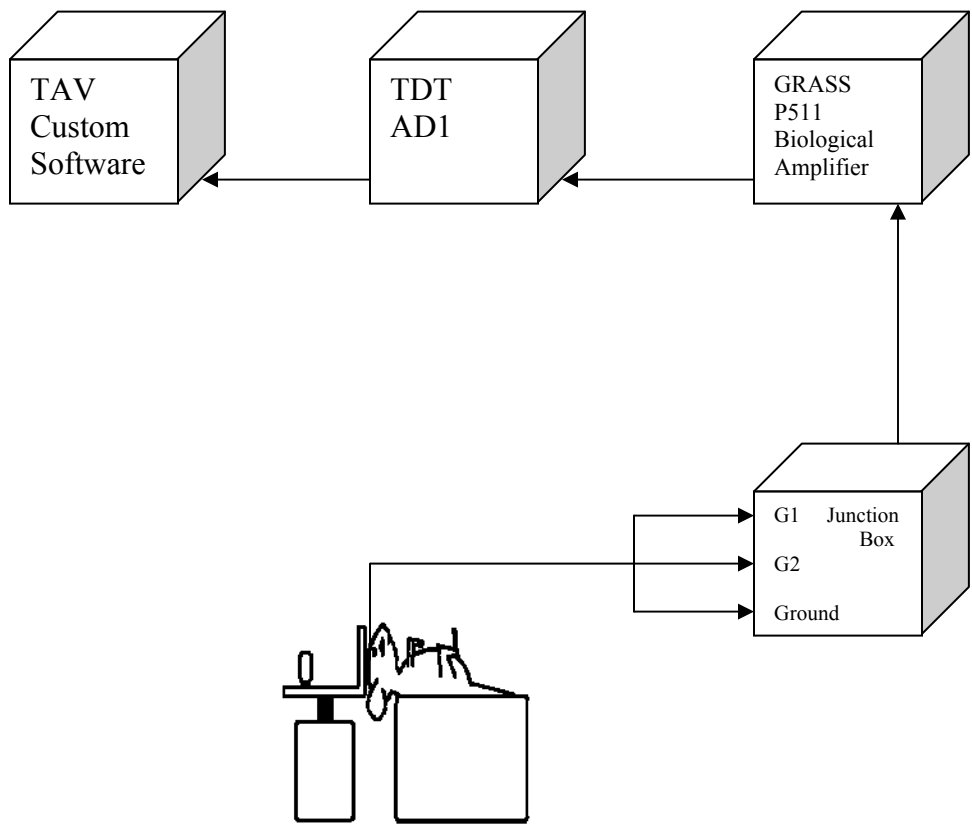 TAV
Custom
Software
TDT
AD1
GRASS
P511
Biological
Amplifier
G1 Junction
Box
G2
Ground